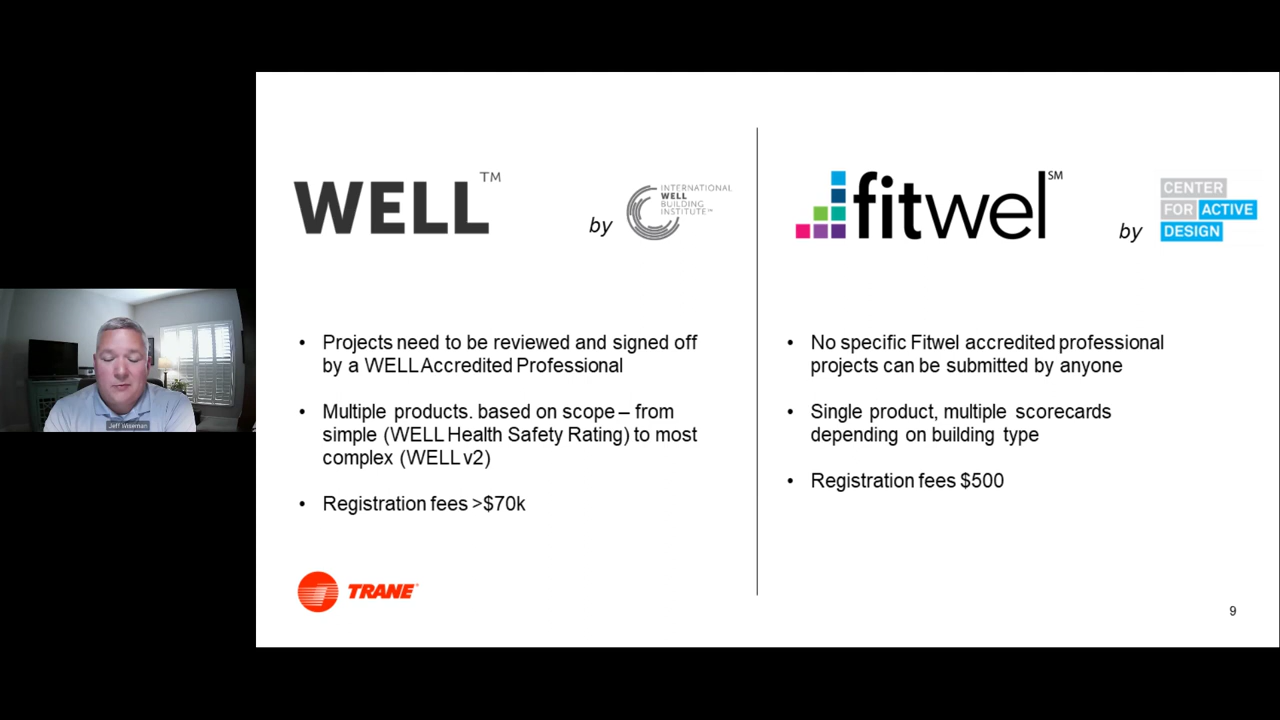 WELL™
by
INTERNATIONAL
WELL
BUILDING
INSTITUTE™
fitwel℠
by
CENTER
FOR ACTIVE
DESIGN
• Projects need to be reviewed and signed off
by a WELL Accredited Professional
• Multiple products. based on scope – from
simple (WELL Health Safety Rating) to most
complex (WELL v2)
• Registration fees >$70k
• No specific Fitwel accredited professional
projects can be submitted by anyone
• Single product, multiple scorecards
depending on building type
• Registration fees $500
Jeff Wiseman
TRANE®
9